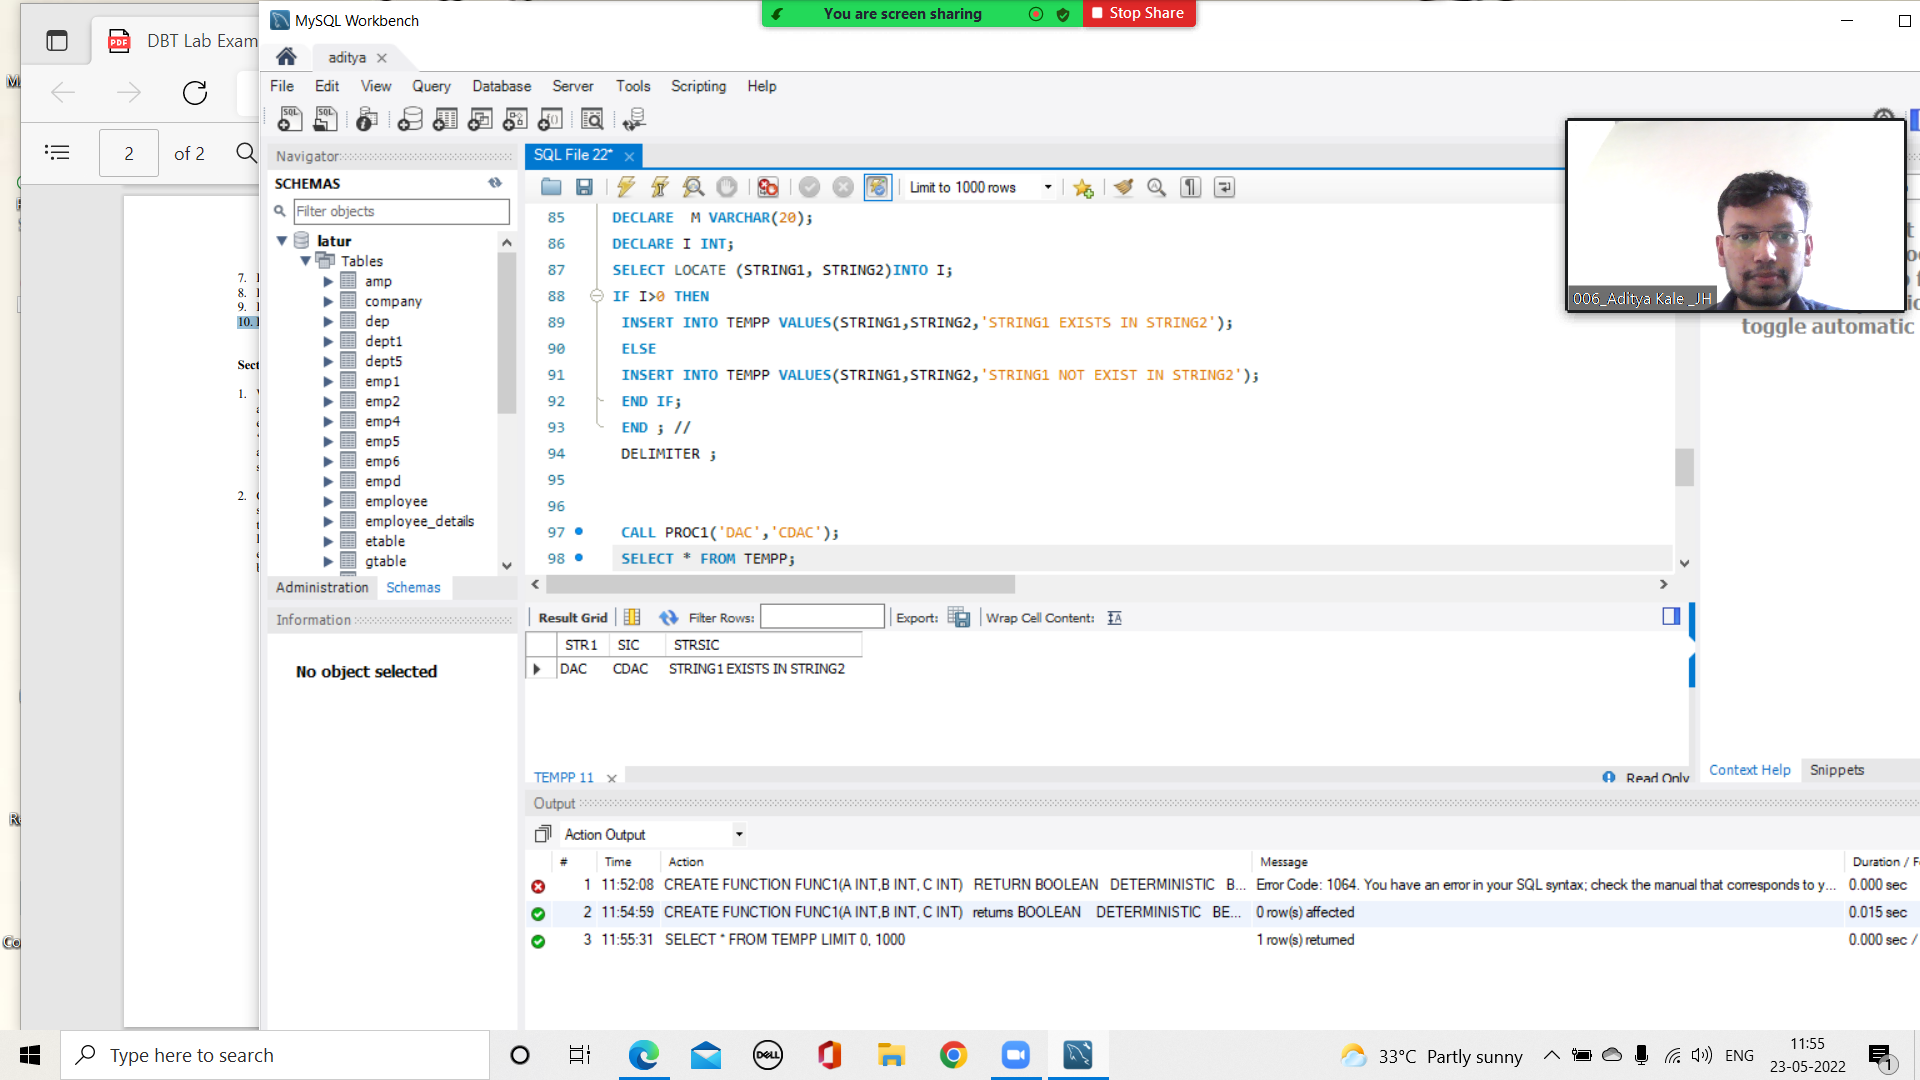 MySQL Workbench
You are screen sharing
Stop Share
DBT Lab Exam
aditya
File Edit View Query Database Server Tools Scripting Help
2 of 2
Navigator
SCHEMAS
Filter objects
latur
Tables
amp
company
dep
dept1
dept5
emp1
emp2
emp4
emp5
emp6
empd
employee
employee_details
etable
gtable
Administration Schemas
Information
No object selected
7.
8.
9.
10.
Sect
1.
2.
SQL File 22*
Limit to 1000 rows
85 DECLARE M VARCHAR(20);
86 DECLARE I INT;
87 SELECT LOCATE (STRING1, STRING2)INTO I;
88 IF I>0 THEN
89 INSERT INTO TEMPP VALUES(STRING1,STRING2,'STRING1 EXISTS IN STRING2');
90 ELSE
91 INSERT INTO TEMPP VALUES(STRING1,STRING2,'STRING1 NOT EXIST IN STRING2');
92 END IF;
93 END ; //
94 DELIMITER ;
95
96
97 CALL PROC1('DAC','CDAC');
98 SELECT * FROM TEMPP;
006_Aditya Kale _JH
toggle automatic
Result Grid Filter Rows: Export: Wrap Cell Content:
STR1 SIC STRSIC
DAC CDAC STRING1 EXISTS IN STRING2
TEMPP 11
Read Only
Context Help Snippets
Output
Action Output
# Time Action Message Duration / F
1 11:52:08 CREATE FUNCTION FUNC1(A INT,B INT, C INT) RETURN BOOLEAN DETERMINISTIC B... Error Code: 1064. You have an error in your SQL syntax; check the manual that corresponds to y... 0.000 sec
2 11:54:59 CREATE FUNCTION FUNC1(A INT,B INT, C INT) returns BOOLEAN DETERMINISTIC BE... 0 row(s) affected 0.015 sec
3 11:55:31 SELECT * FROM TEMPP LIMIT 0, 1000 1 row(s) returned 0.000 sec /
Type here to search
DELL
33°C Partly sunny
ENG
11:55
23-05-2022
1